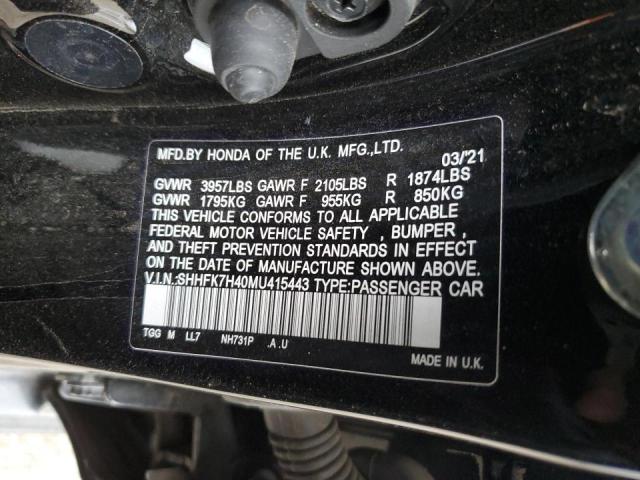 MFD.BY HONDA OF THE U.K. MFG.,LTD. 03/'21
GVWR 3957LBS GAWR F 2105LBS R 1874LBS
GVWR 1795KG GAWR F 955KG R 850KG
THIS VEHICLE CONFORMS TO ALL APPLICABLE
FEDERAL MOTOR VEHICLE SAFETY , BUMPER ,
AND THEFT PREVENTION STANDARDS IN EFFECT
ON THE DATE OF MANUFACTURE SHOWN ABOVE.
V.I.N.:SHHFK7H40MU415443 TYPE:PASSENGER CAR
TGG M LL7 NH731P .A.U
MADE IN U.K.